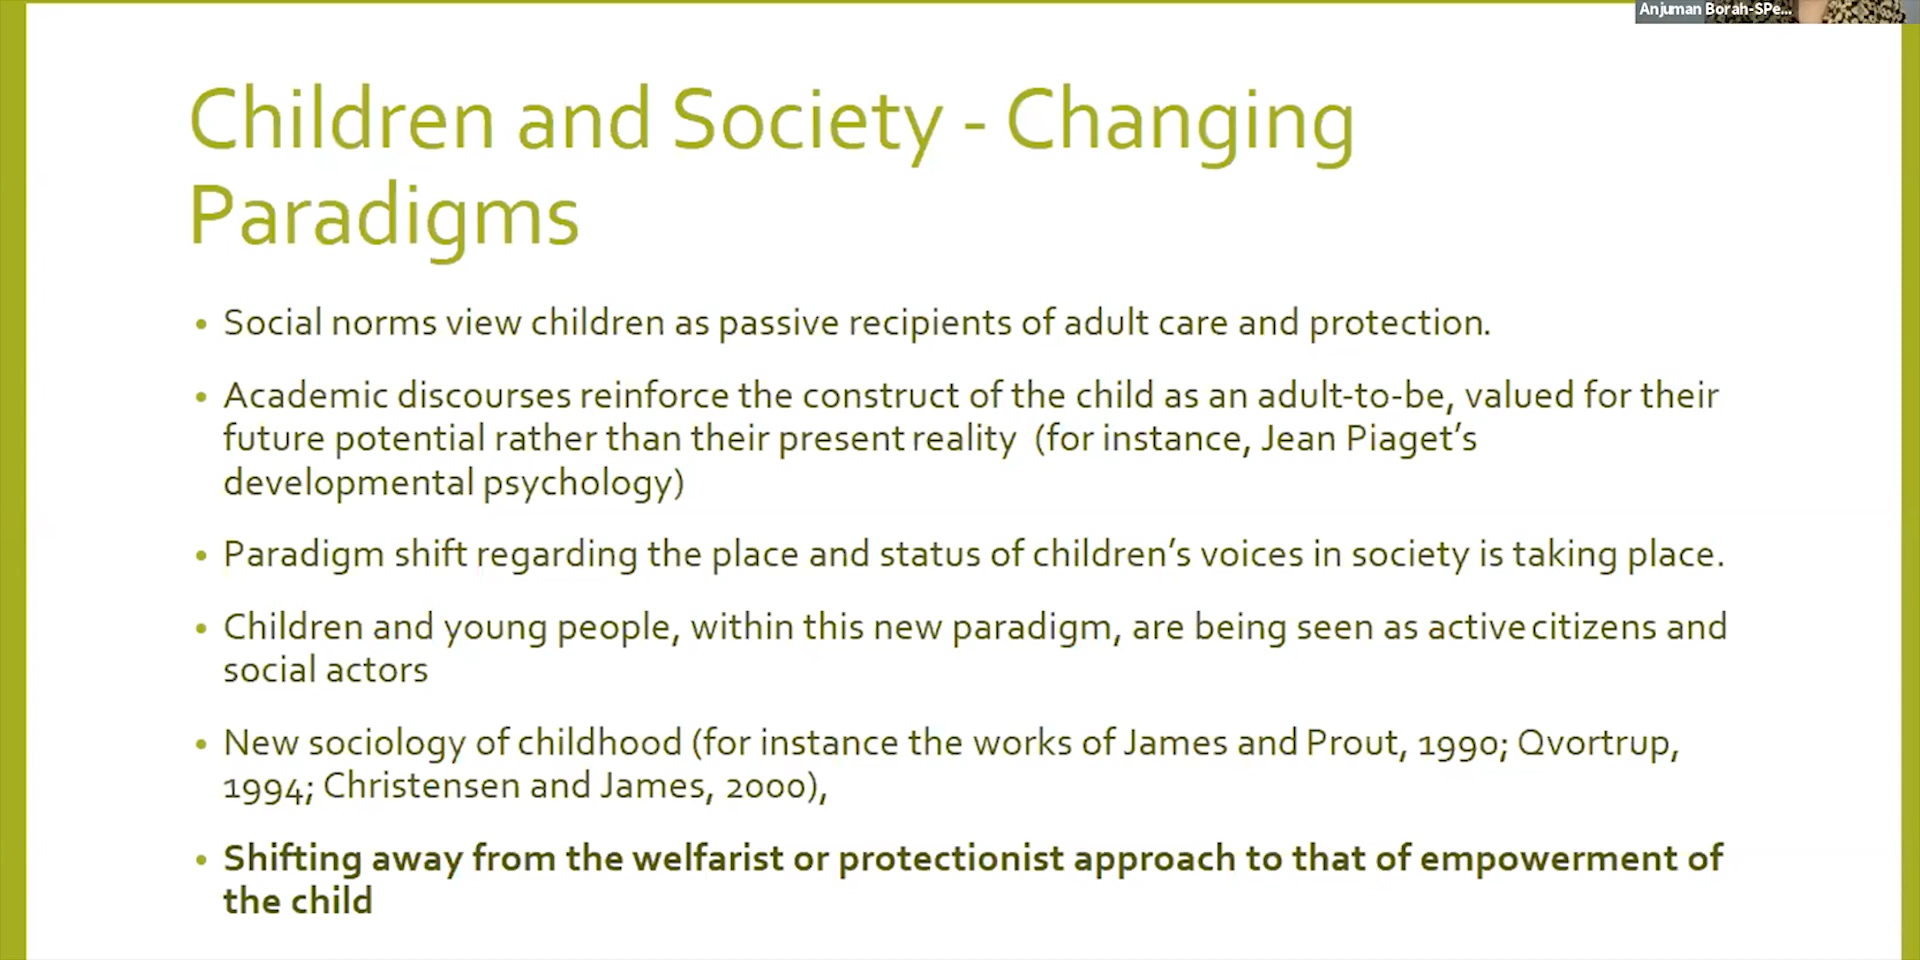 Anjuman Borah-SPe...
Children and Society - Changing
Paradigms
• Social norms view children as passive recipients of adult care and protection.
• Academic discourses reinforce the construct of the child as an adult-to-be, valued for their
future potential rather than their present reality (for instance, Jean Piaget’s
developmental psychology)
• Paradigm shift regarding the place and status of children’s voices in society is taking place.
• Children and young people, within this new paradigm, are being seen as active citizens and
social actors
• New sociology of childhood (for instance the works of James and Prout, 1990; Qvortrup,
1994; Christensen and James, 2000),
• Shifting away from the welfarist or protectionist approach to that of empowerment of
the child